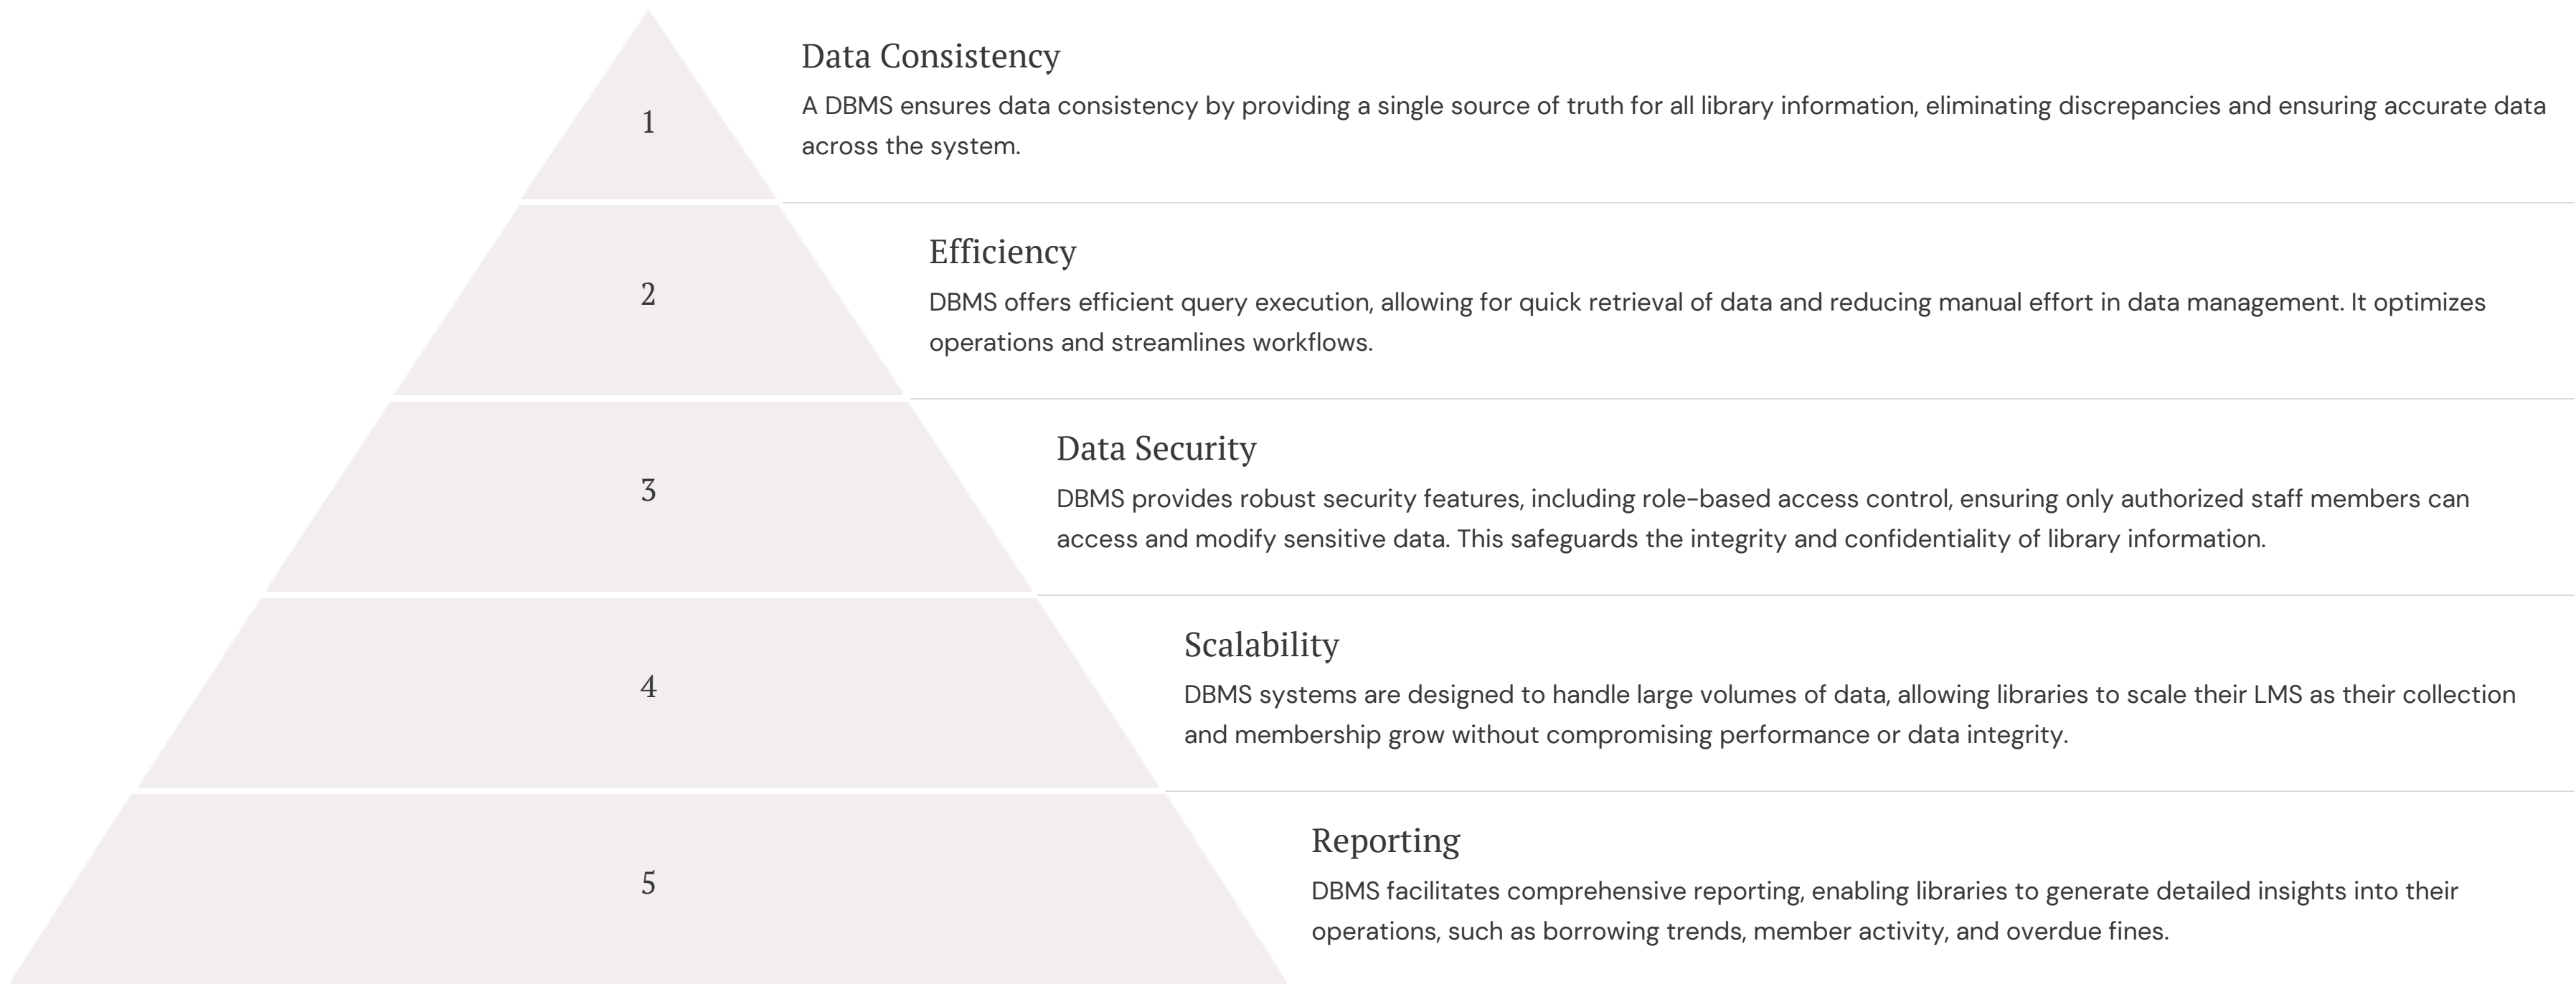 1
Data Consistency
A DBMS ensures data consistency by providing a single source of truth for all library information, eliminating discrepancies and ensuring accurate data
across the system.
2
Efficiency
DBMS offers efficient query execution, allowing for quick retrieval of data and reducing manual effort in data management. It optimizes
operations and streamlines workflows.
3
Data Security
DBMS provides robust security features, including role-based access control, ensuring only authorized staff members can
access and modify sensitive data. This safeguards the integrity and confidentiality of library information.
4
Scalability
DBMS systems are designed to handle large volumes of data, allowing libraries to scale their LMS as their collection
and membership grow without compromising performance or data integrity.
5
Reporting
DBMS facilitates comprehensive reporting, enabling libraries to generate detailed insights into their
operations, such as borrowing trends, member activity, and overdue fines.